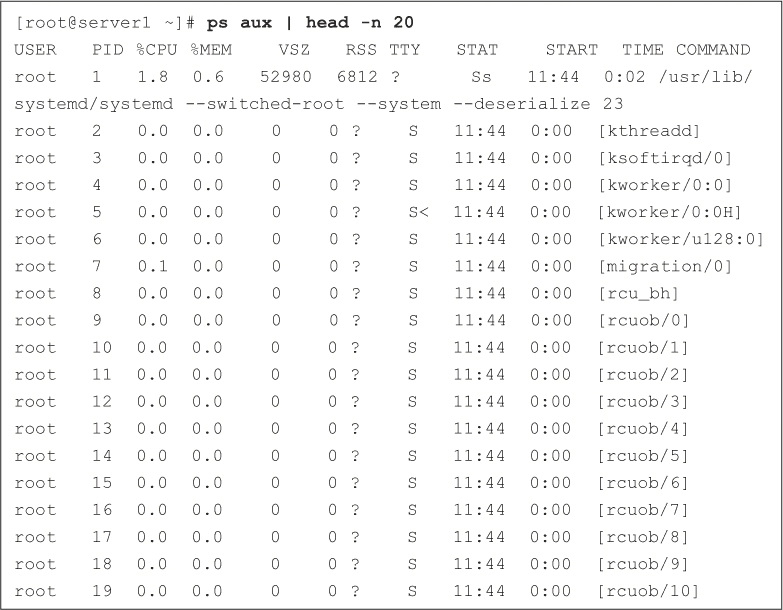 [root@server1 ~]# ps aux | head -n 20
USER PID %CPU %MEM VSZ RSS TTY STAT START TIME COMMAND
root 1 1.8 0.6 52980 6812 ? Ss 11:44 0:02 /usr/lib/
systemd/systemd --switched-root --system --deserialize 23
root 2 0.0 0.0 0 0 ? S 11:44 0:00 [kthreadd]
root 3 0.0 0.0 0 0 ? S 11:44 0:00 [ksoftirqd/0]
root 4 0.0 0.0 0 0 ? S 11:44 0:00 [kworker/0:0]
root 5 0.0 0.0 0 0 ? S< 11:44 0:00 [kworker/0:0H]
root 6 0.0 0.0 0 0 ? S 11:44 0:00 [kworker/u128:0]
root 7 0.1 0.0 0 0 ? S 11:44 0:00 [migration/0]
root 8 0.0 0.0 0 0 ? S 11:44 0:00 [rcu_bh]
root 9 0.0 0.0 0 0 ? S 11:44 0:00 [rcuob/0]
root 10 0.0 0.0 0 0 ? S 11:44 0:00 [rcuob/1]
root 11 0.0 0.0 0 0 ? S 11:44 0:00 [rcuob/2]
root 12 0.0 0.0 0 0 ? S 11:44 0:00 [rcuob/3]
root 13 0.0 0.0 0 0 ? S 11:44 0:00 [rcuob/4]
root 14 0.0 0.0 0 0 ? S 11:44 0:00 [rcuob/5]
root 15 0.0 0.0 0 0 ? S 11:44 0:00 [rcuob/6]
root 16 0.0 0.0 0 0 ? S 11:44 0:00 [rcuob/7]
root 17 0.0 0.0 0 0 ? S 11:44 0:00 [rcuob/8]
root 18 0.0 0.0 0 0 ? S 11:44 0:00 [rcuob/9]
root 19 0.0 0.0 0 0 ? S 11:44 0:00 [rcuob/10]